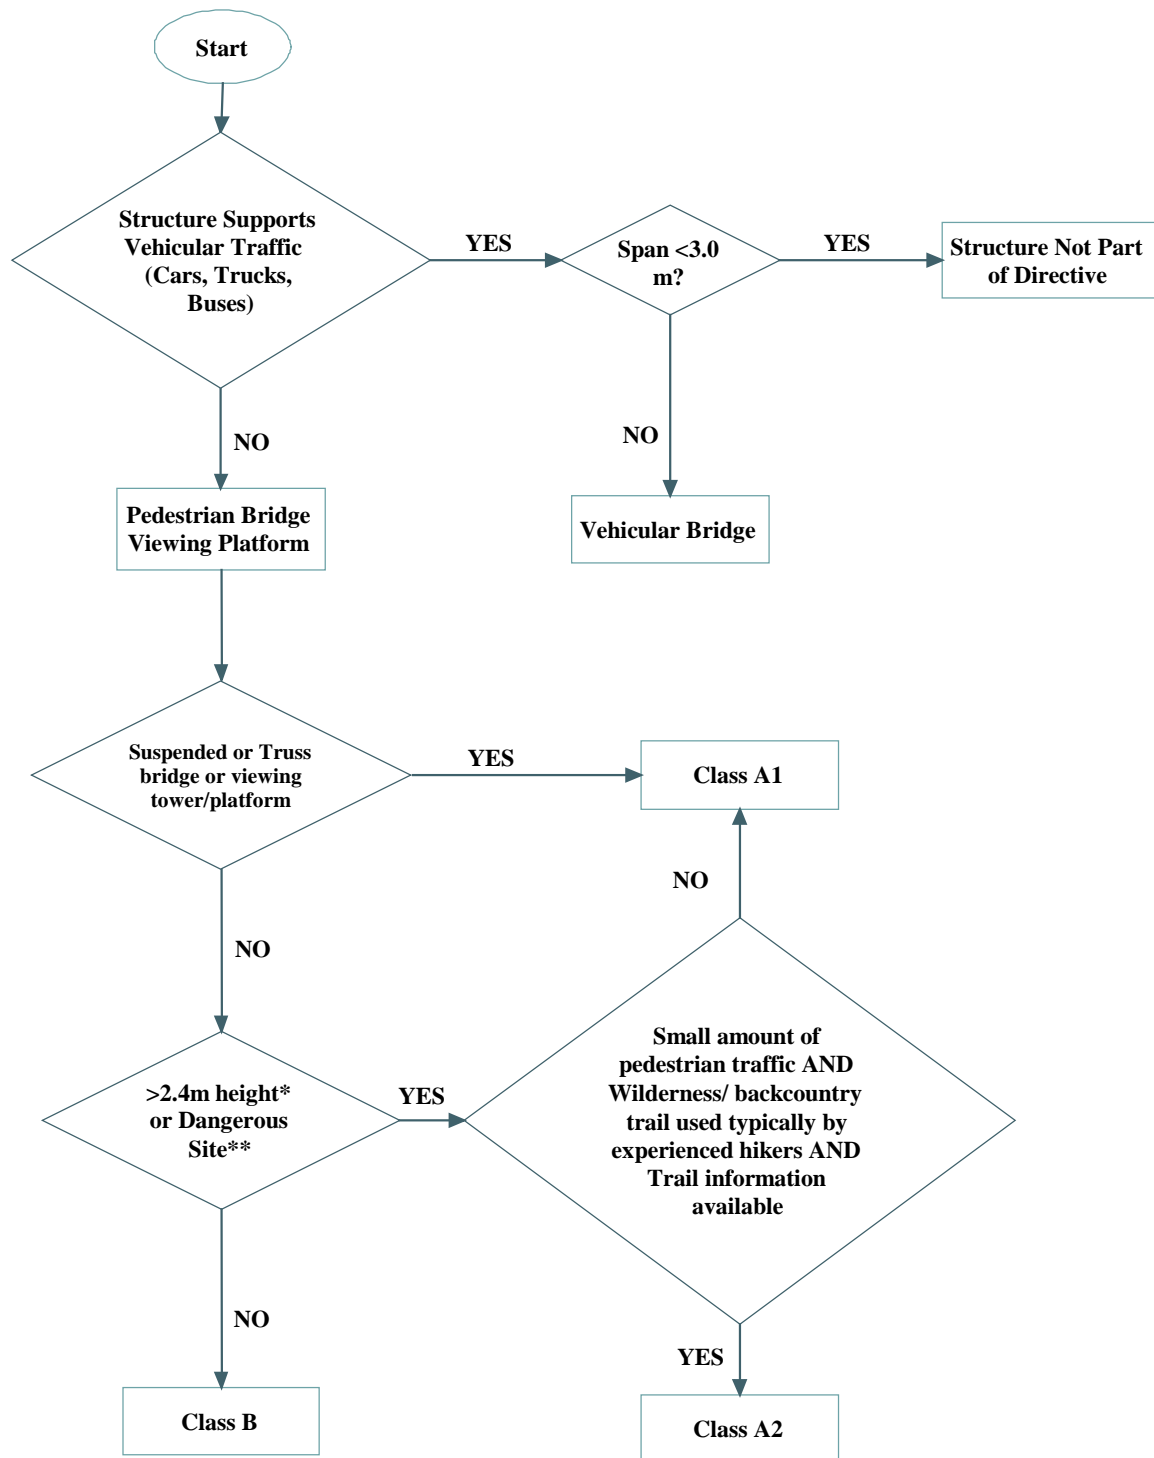 Start
Structure Supports
Vehicular Traffic
(Cars, Trucks,
Buses)
YES
Span <3.0
m?
YES
Structure Not Part
of Directive
NO
NO
Pedestrian Bridge
Viewing Platform
Vehicular Bridge
Suspended or Truss
bridge or viewing
tower/platform
YES
Class A1
NO
NO
>2.4m height*
or Dangerous
Site**
YES
Small amount of
pedestrian traffic AND
Wilderness/ backcountry
trail used typically by
experienced hikers AND
Trail information
available
NO
YES
Class B
Class A2